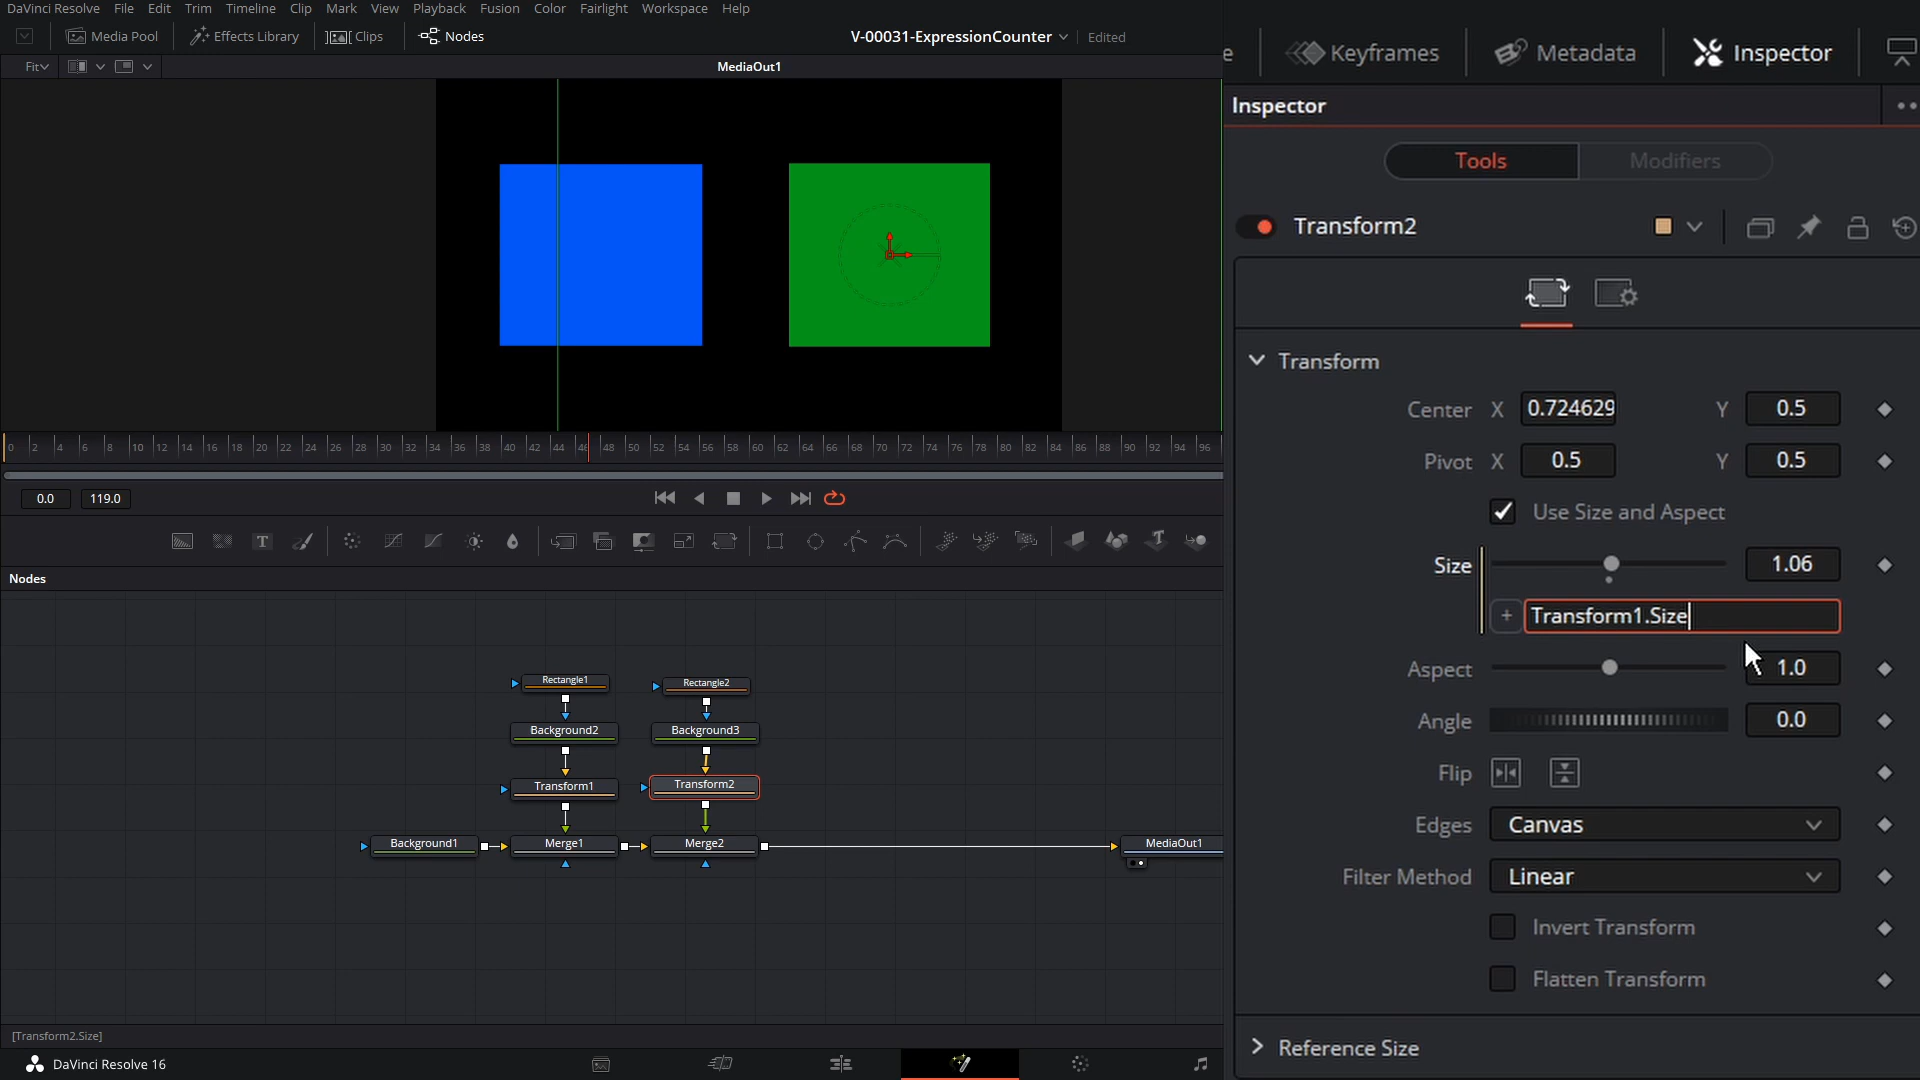 DaVinci Resolve File Edit Trim Timeline Clip Mark View Playback Fusion Color Fairlight Workspace Help
Media Pool Effects Library Clips Nodes V-00031-ExpressionCounter Edited
Keyframes Metadata Inspector
Fit MediaOut1
Inspector
Tools Modifiers
Transform2
Transform
Center X 0.724629 Y 0.5
Pivot X 0.5 Y 0.5
Use Size and Aspect
Size 1.06
+ Transform1.Size
Aspect 1.0
Angle 0.0
Flip
Edges Canvas
Filter Method Linear
Invert Transform
Flatten Transform
Reference Size
0 2 4 6 8 10 12 14 16 18 20 22 24 26 28 30 32 34 36 38 40 42 44 46 48 50 52 54 56 58 60 62 64 66 68 70 72 74 76 78 80 82 84 86 88 90 92 94 96
0.0 119.0
T
Nodes
Rectangle1 Rectangle2
Background2 Background3
Transform1 Transform2
Background1 Merge1 Merge2 MediaOut1
[Transform2.Size]
DaVinci Resolve 16